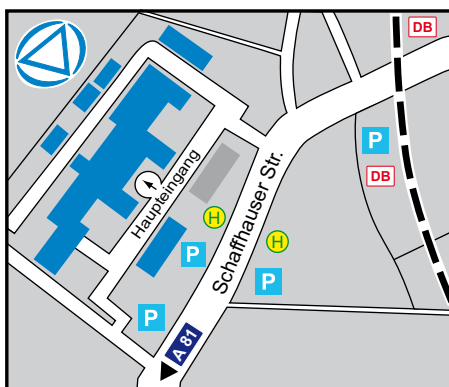 DB
P
DB
Haupteingang
H
Schaffhauser Str.
H
P
P
P
A 81